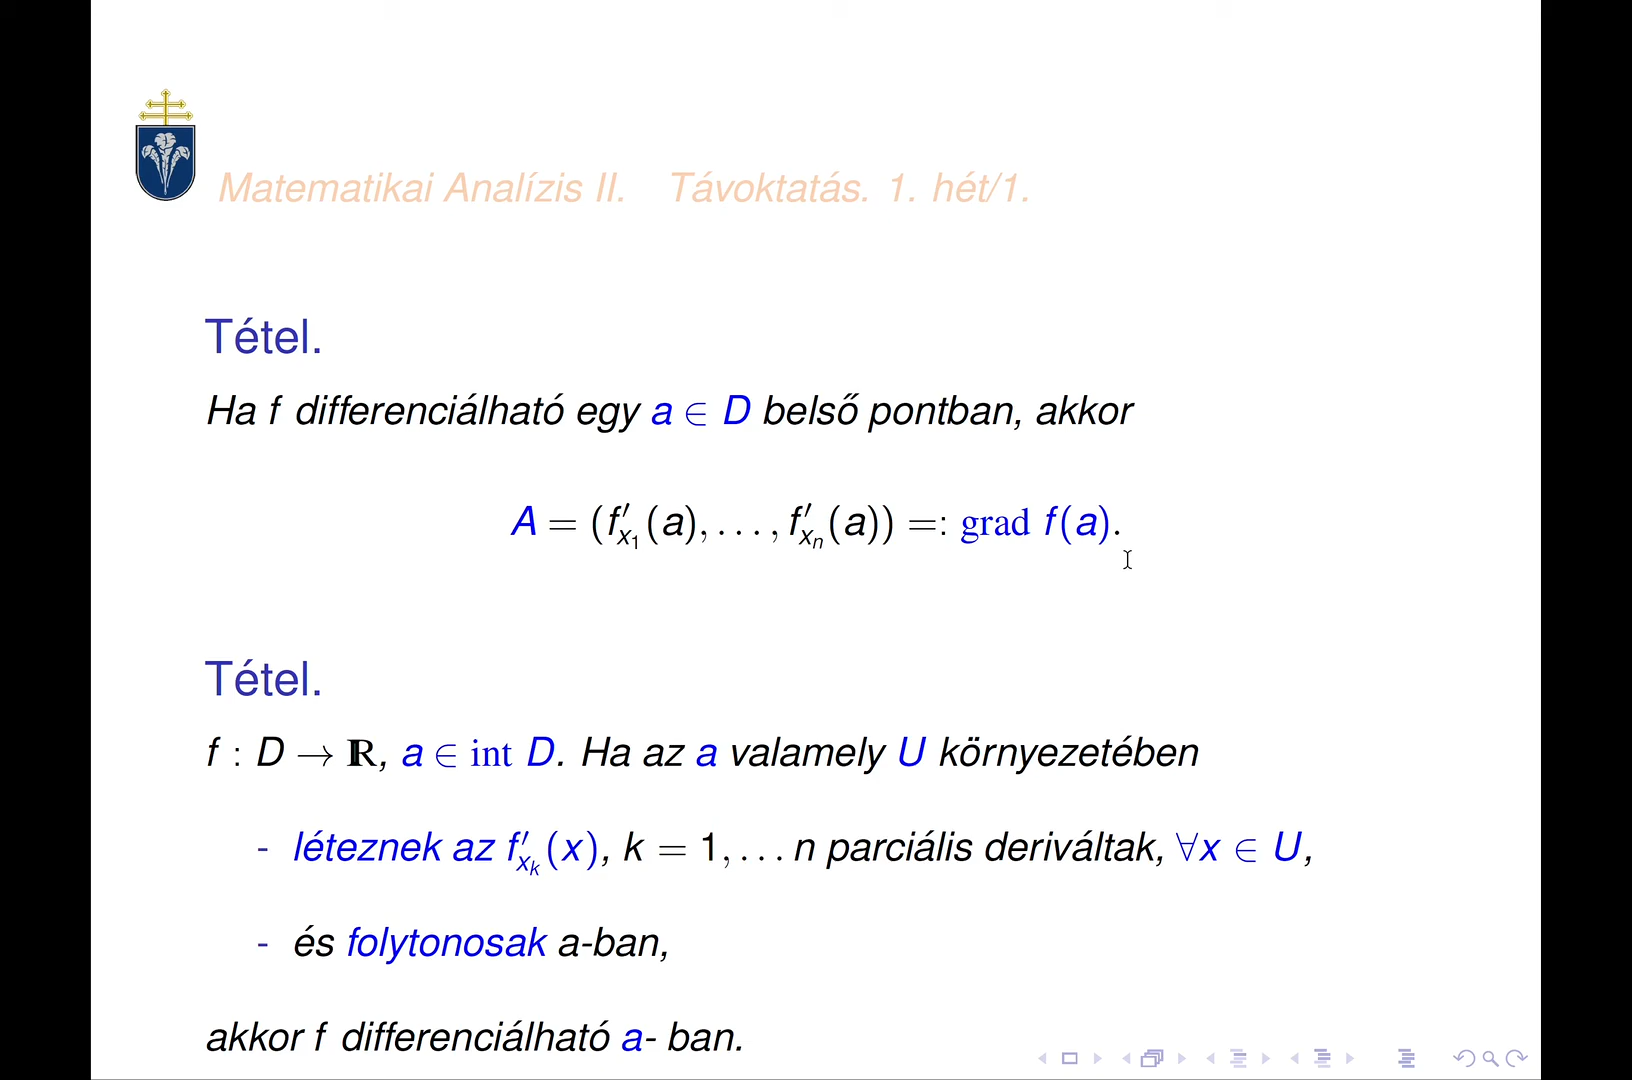 Matematikai Analízis II. Távoktatás. 1. hét/1.
Tétel.
Ha f differenciálható egy a ∈ D belső pontban, akkor
A = (f′ₓ₁(a), . . . , f′ₓₙ(a)) =: grad f(a).
Tétel.
f : D → ℝ, a ∈ int D. Ha az a valamely U környezetében
- léteznek az f′ₓₖ(x), k = 1, . . . n parciális deriváltak, ∀x ∈ U,
- és folytonosak a-ban,
akkor f differenciálható a- ban.